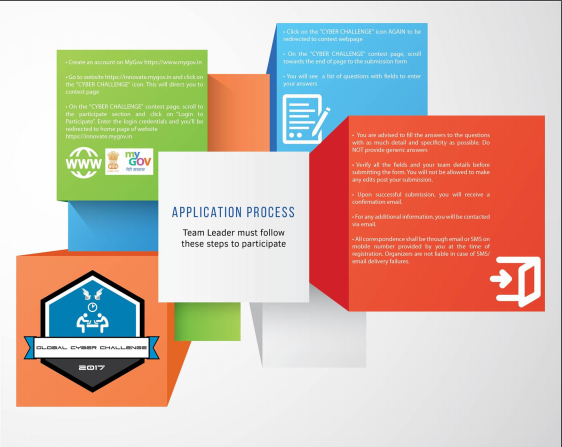 • Create an account on MyGov https://www.mygov.in
• Go to website https://innovate.mygov.in and click on
the "CYBER CHALLENGE" icon. This will direct you to
contest page
• On the "CYBER CHALLENGE" contest page, scroll to
the participate section and click on "Login to
Participate". Enter the login credentials and you'll be
redirected to home page of website
https://innovate.mygov.in
WWW
my
GOV
मेरी सरकार
• Click on the "CYBER CHALLENGE" icon AGAIN to be
redirected to contest webpage
• On the "CYBER CHALLENGE" contest page, scroll
towards the end of page to the submission form
• You will see a list of questions with fields to enter
your answers
• You are advised to fill the answers to the questions
with as much detail and specificity as possible. Do
NOT provide generic answers
• Verify all the fields and your team details before
submitting the form. You will not be allowed to make
any edits post your submission.
• Upon successful submission, you will receive a
confirmation email.
• For any additional information, you will be contacted
via email.
• All correspondence shall be through email or SMS on
mobile number provided by you at the time of
registration. Organizers are not liable in case of SMS/
email delivery failures.
APPLICATION PROCESS
Team Leader must follow
these steps to participate
GLOBAL CYBER CHALLENGE
2017